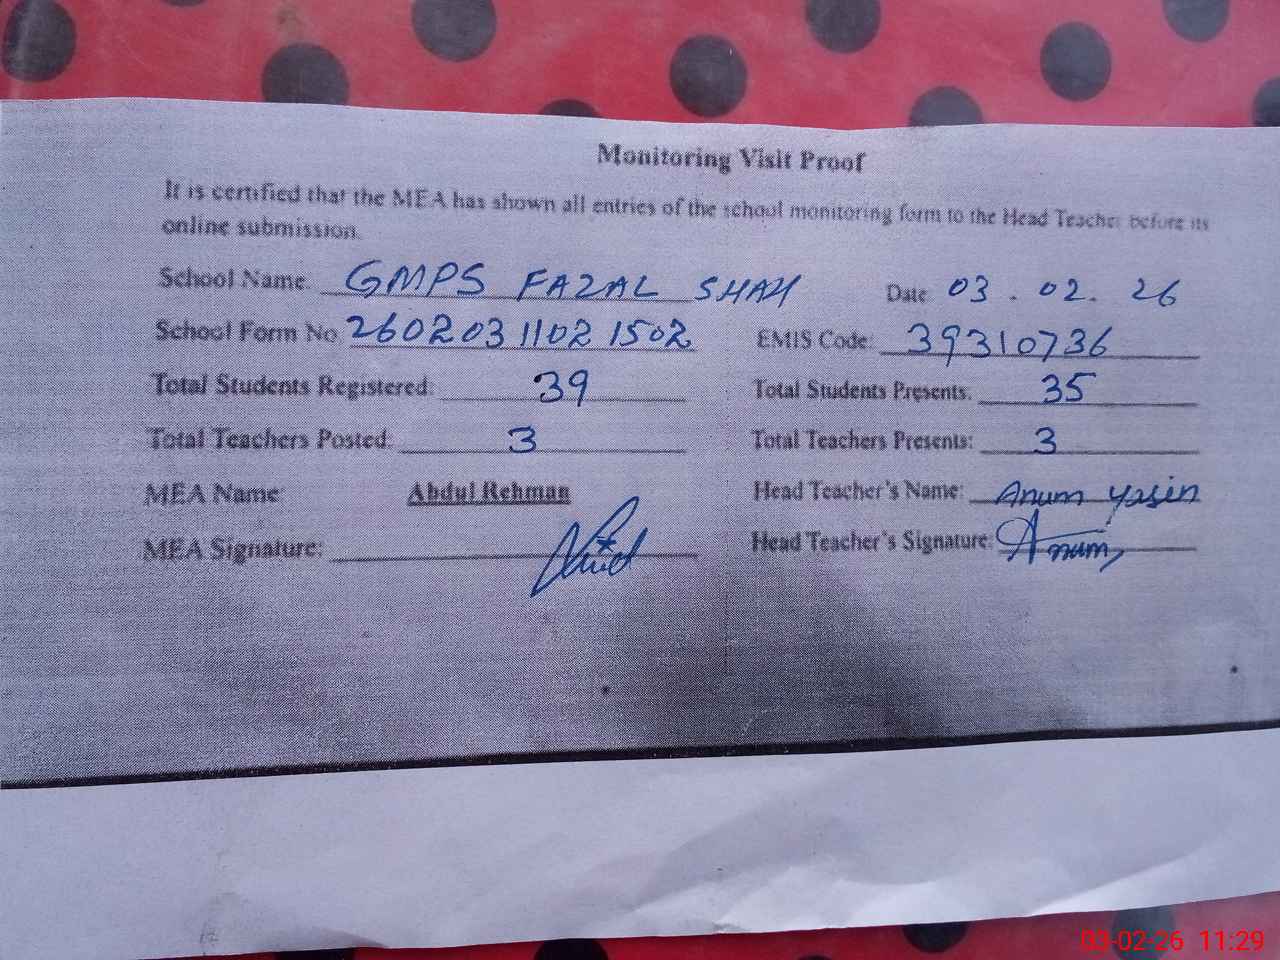 Monitoring Visit Proof
It is certified that the MEA has shown all entries of the school monitoring form to the Head Teacher before its
online submission.
School Name. GMPS FAZAL SHAH Date 03.02.26
School Form No 2602031102 1502 EMIS Code: 39310736
Total Students Registered: 39 Total Students Presents: 35
Total Teachers Posted: 3 Total Teachers Presents: 3
MEA Name: Abdul Rehman Head Teacher's Name: Anum Yasin
MEA Signature: Head Teacher's Signature: Anum
03-02-26 11:29